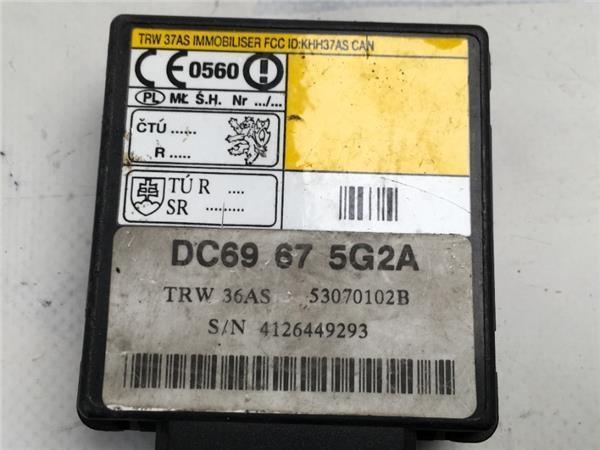 TRW 37AS IMMOBILISER FCC ID:KHH37AS CAN
CE 0560 !
PL MŁ Ś.H. Nr .../...
ČTÚ ......
R .....
TÚ R ....
SR .........
DC69 67 5G2A
TRW 36AS 53070102B
S/N 4126449293